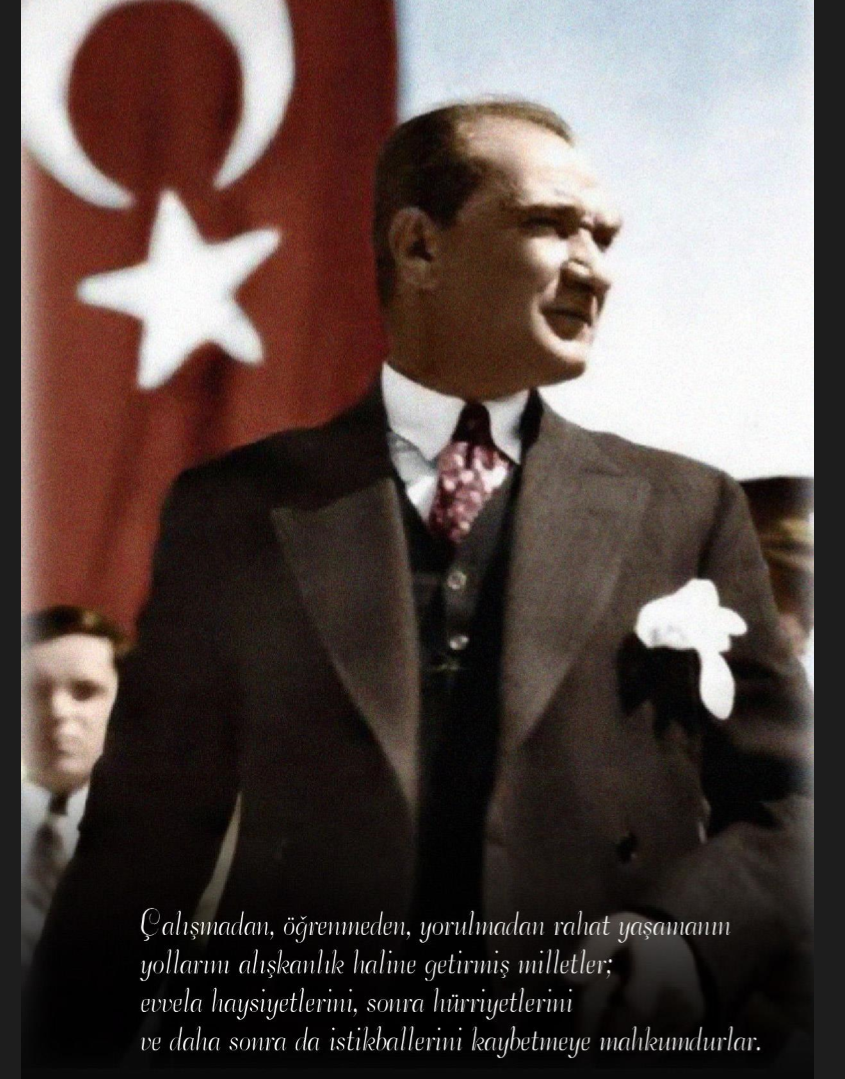 Çalışmadan, öğrenmeden, yorulmadan rahat yaşamanın
yollarını alışkanlık haline getirmiş milletler;
evvela haysiyetlerini, sonra hürriyetlerini
ve daha sonra da istikballerini kaybetmeye mahkumdurlar.